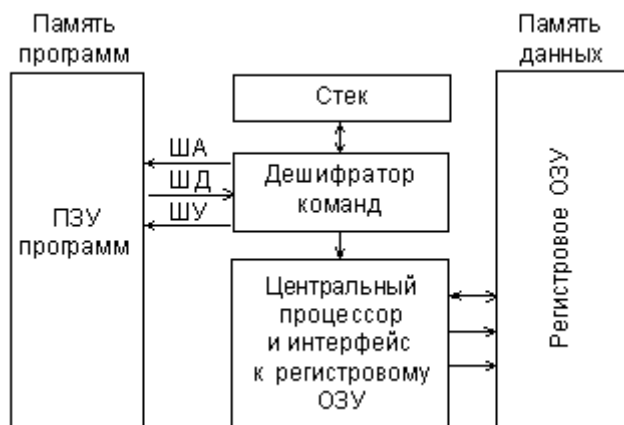 Память
программ
Память
данных
Стек
ША
ШД
ШУ
Дешифратор
команд
ПЗУ
программ
Центральный
процессор
и интерфейс
к регистровому
ОЗУ
Регистровое ОЗУ